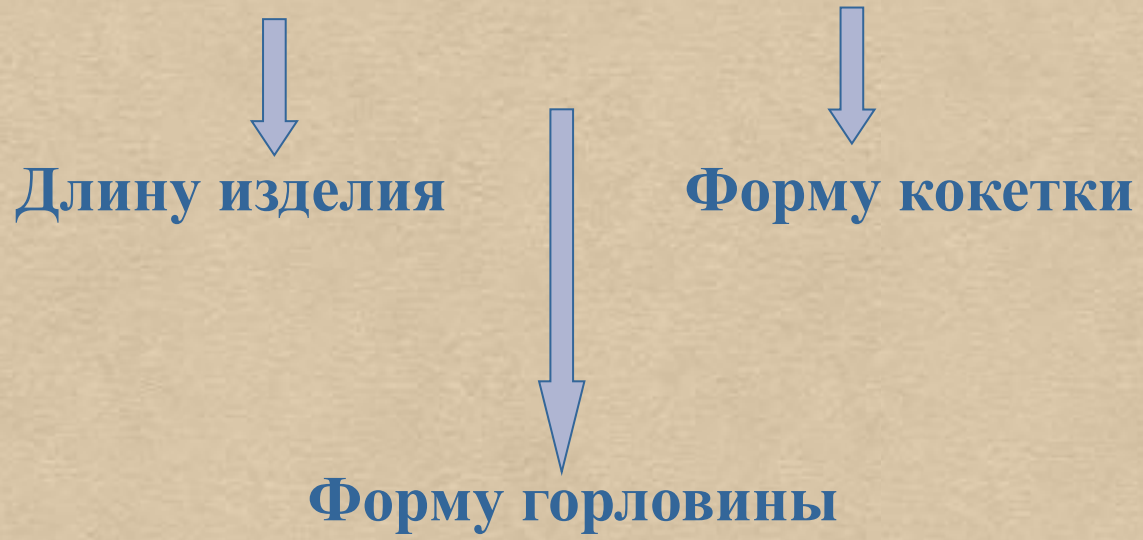 Длину изделия
Форму кокетки
Форму горловины